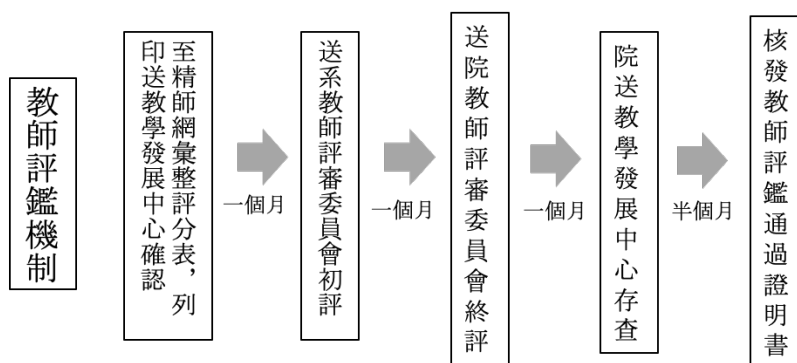 教師評鑑機制
至精師網彙整評分表，列
印送教學發展中心確認
一個月
送系教師評審委員會初評
一個月
送院教師評審委員會終評
一個月
院送教學發展中心存查
半個月
核發教師評鑑通過證明書